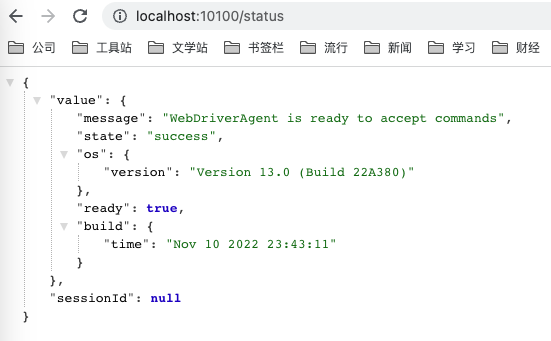 localhost:10100/status
公司 工具站 文学站 书签栏 流行 新闻 学习 财经
{
"value": {
"message": "WebDriverAgent is ready to accept commands",
"state": "success",
"os": {
"version": "Version 13.0 (Build 22A380)"
},
"ready": true,
"build": {
"time": "Nov 10 2022 23:43:11"
}
},
"sessionId": null
}